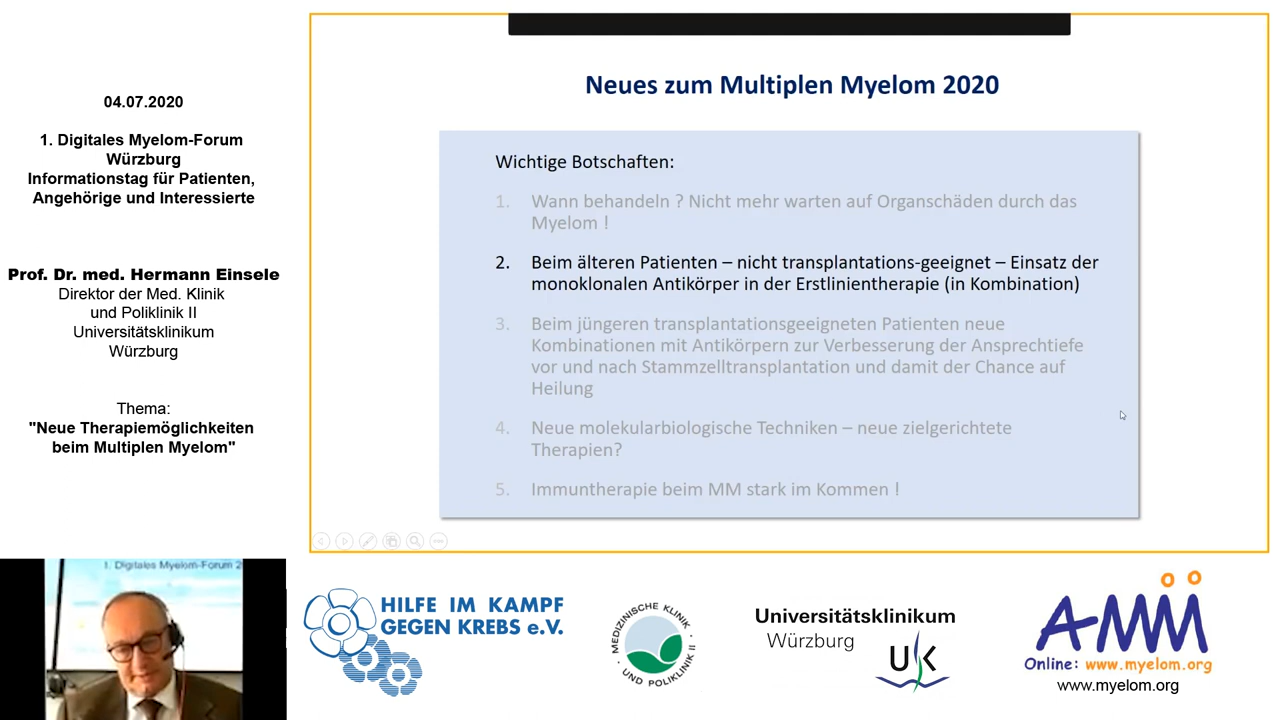 04.07.2020
1. Digitales Myelom-Forum
Würzburg
Informationstag für Patienten,
Angehörige und Interessierte
Prof. Dr. med. Hermann Einsele
Direktor der Med. Klinik
und Poliklinik II
Universitätsklinikum
Würzburg
Thema:
"Neue Therapiemöglichkeiten
beim Multiplen Myelom"
Neues zum Multiplen Myelom 2020
Wichtige Botschaften:
1. Wann behandeln ? Nicht mehr warten auf Organschäden durch das
Myelom !
2. Beim älteren Patienten – nicht transplantations-geeignet – Einsatz der
monoklonalen Antikörper in der Erstlinientherapie (in Kombination)
3. Beim jüngeren transplantationsgeeigneten Patienten neue
Kombinationen mit Antikörpern zur Verbesserung der Ansprechtiefe
vor und nach Stammzelltransplantation und damit der Chance auf
Heilung
4. Neue molekularbiologische Techniken – neue zielgerichtete
Therapien?
5. Immuntherapie beim MM stark im Kommen !
1. Digitales Myelom-Forum 2
HILFE IM KAMPF
GEGEN KREBS e.V.
MEDIZINISCHE KLINIK
UND POLIKLINIK II
Universitätsklinikum
Würzburg
UK
AMM
Online: www.myelom.org
www.myelom.org